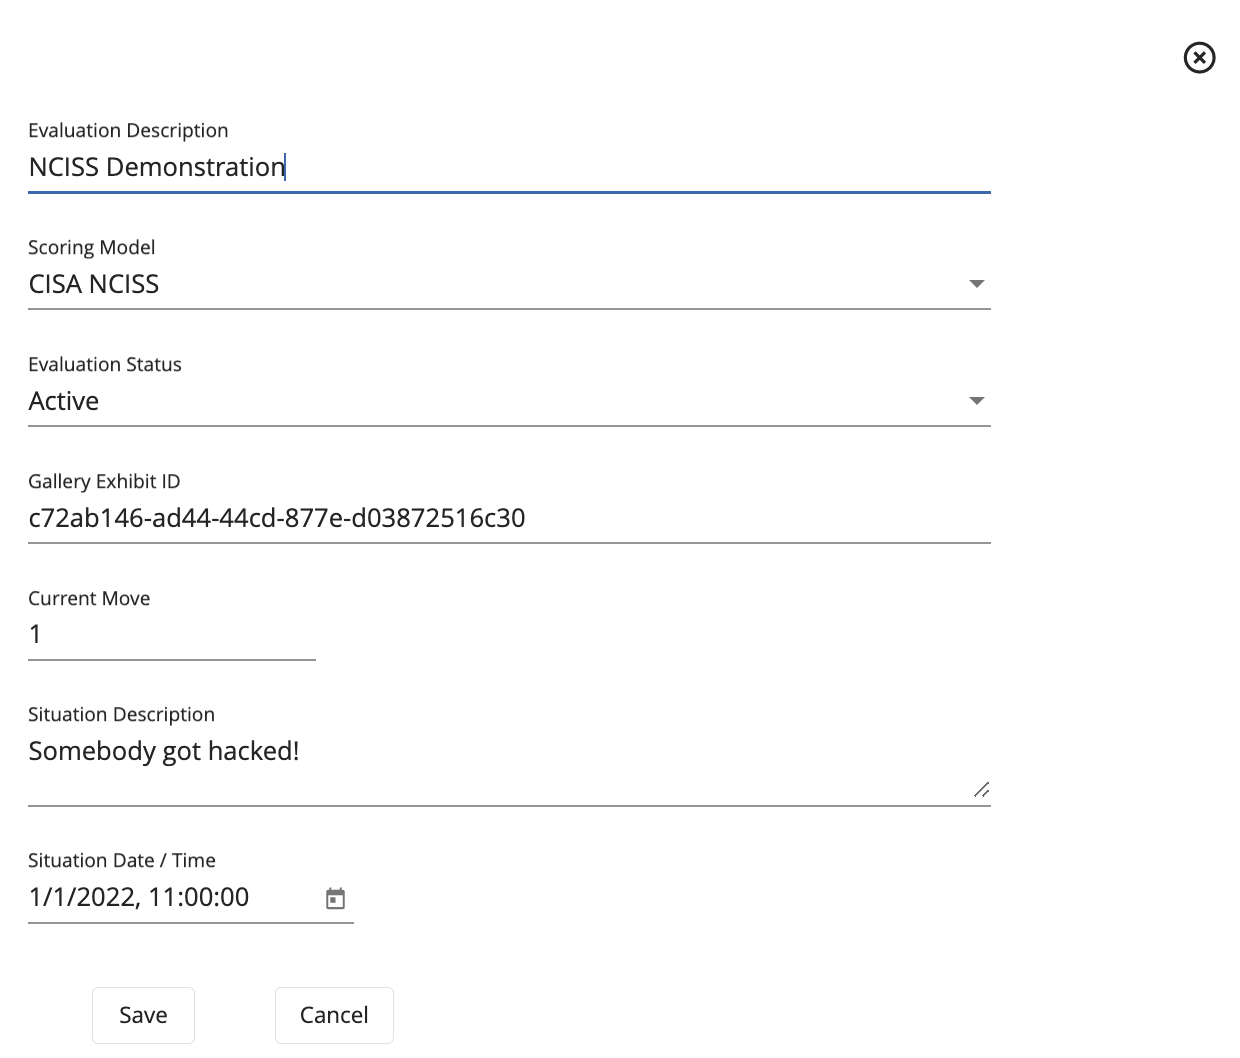 Evaluation Description
NCISS Demonstration
Scoring Model
CISA NCISS
Evaluation Status
Active
Gallery Exhibit ID
c72ab146-ad44-44cd-877e-d03872516c30
Current Move
1
Situation Description
Somebody got hacked!
Situation Date / Time
1/1/2022, 11:00:00
Save Cancel